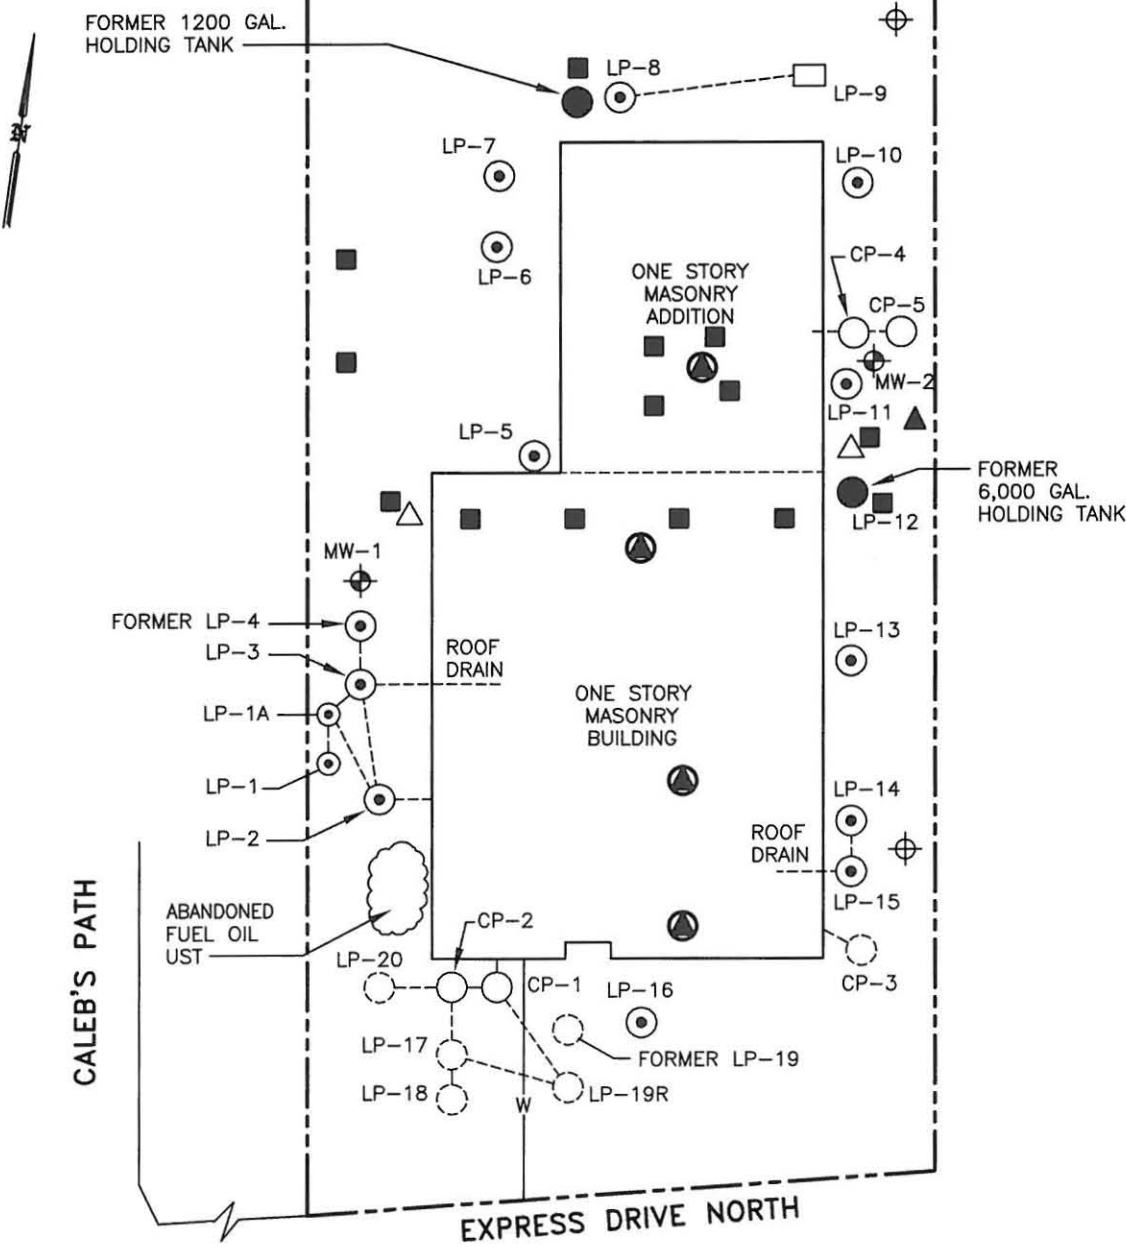 FORMER 1200 GAL.
HOLDING TANK
LP-8
LP-9
N
LP-7
LP-10
LP-6
ONE STORY
MASONRY
ADDITION
CP-4
CP-5
MW-2
LP-11
LP-5
FORMER
6,000 GAL.
HOLDING TANK
LP-12
MW-1
FORMER LP-4
LP-3
ROOF
DRAIN
LP-13
LP-1A
ONE STORY
MASONRY
BUILDING
LP-1
LP-2
LP-14
ROOF
DRAIN
LP-15
CALEB'S PATH
ABANDONED
FUEL OIL
UST
CP-2
LP-20
CP-1
LP-16
CP-3
LP-17
FORMER LP-19
LP-18
LP-19R
W
EXPRESS DRIVE NORTH